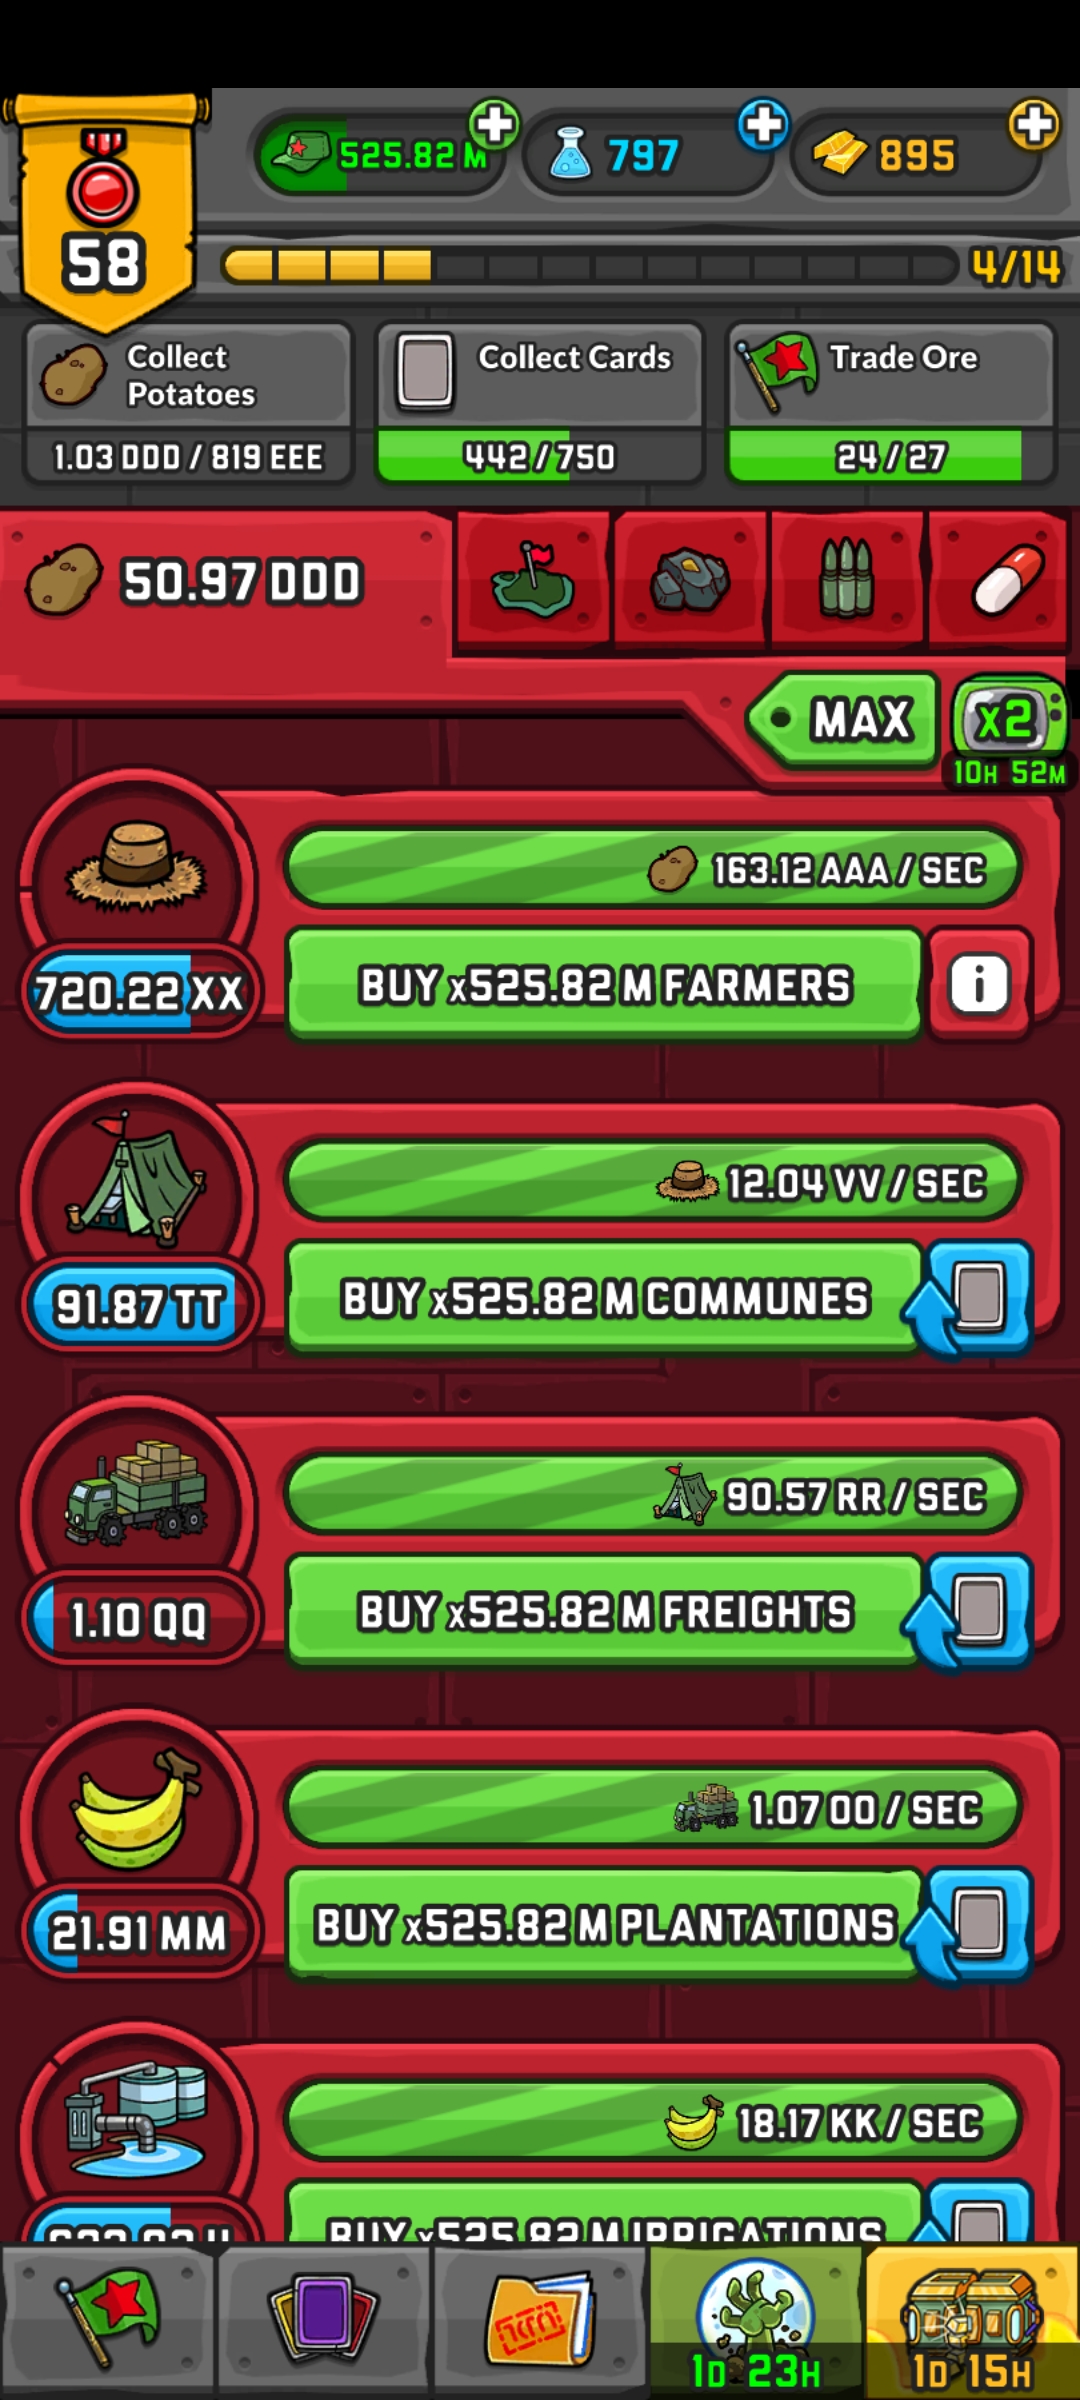 58
525.82 M
797
895
4/14
Collect
Potatoes
1.03 DDD / 819 EEE
Collect Cards
442/750
Trade Ore
24/27
50.97 DDD
MAX
x2
10H 52M
163.12 AAA / SEC
720.22 XX
BUY x525.82 M FARMERS
i
12.04 VV / SEC
91.87 TT
BUY x525.82 M COMMUNES
90.57 RR / SEC
1.10 QQ
BUY x525.82 M FREIGHTS
1.07 OO / SEC
21.91 MM
BUY x525.82 M PLANTATIONS
18.17 KK / SEC
BUY x525.82 M IRRIGATIONS
1D 23H
1D 15H